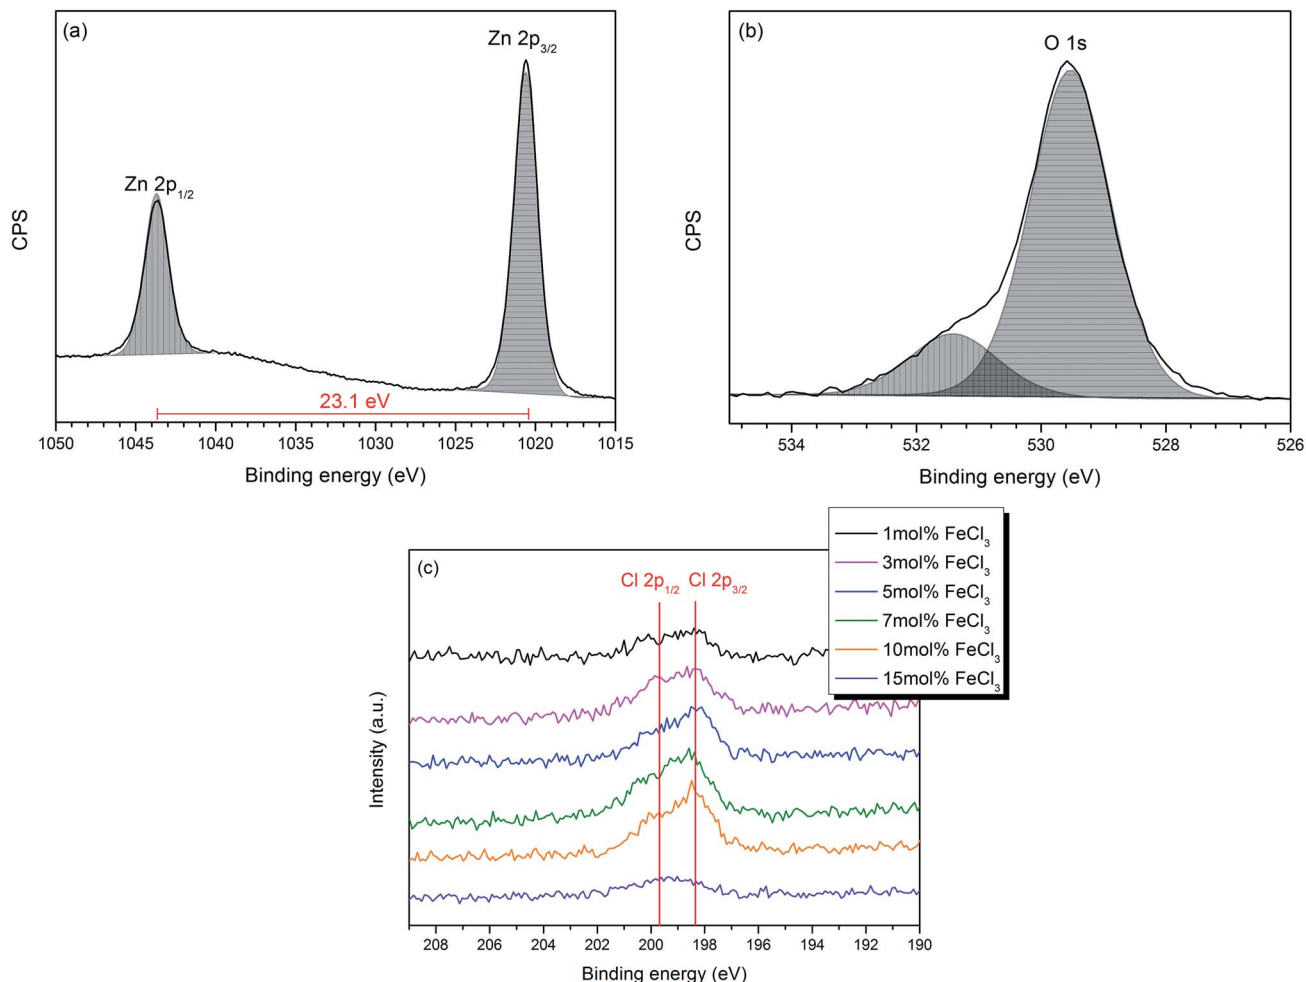 (a)
Zn 2p3/2
Zn 2p1/2
CPS
23.1 eV
1050 1045 1040 1035 1030 1025 1020 1015
Binding energy (eV)
(b)
O 1s
CPS
534 532 530 528 526
Binding energy (eV)
(c)
Cl 2p1/2 Cl 2p3/2
1mol% FeCl3
3mol% FeCl3
5mol% FeCl3
7mol% FeCl3
10mol% FeCl3
15mol% FeCl3
Intensity (a.u.)
208 206 204 202 200 198 196 194 192 190
Binding energy (eV)